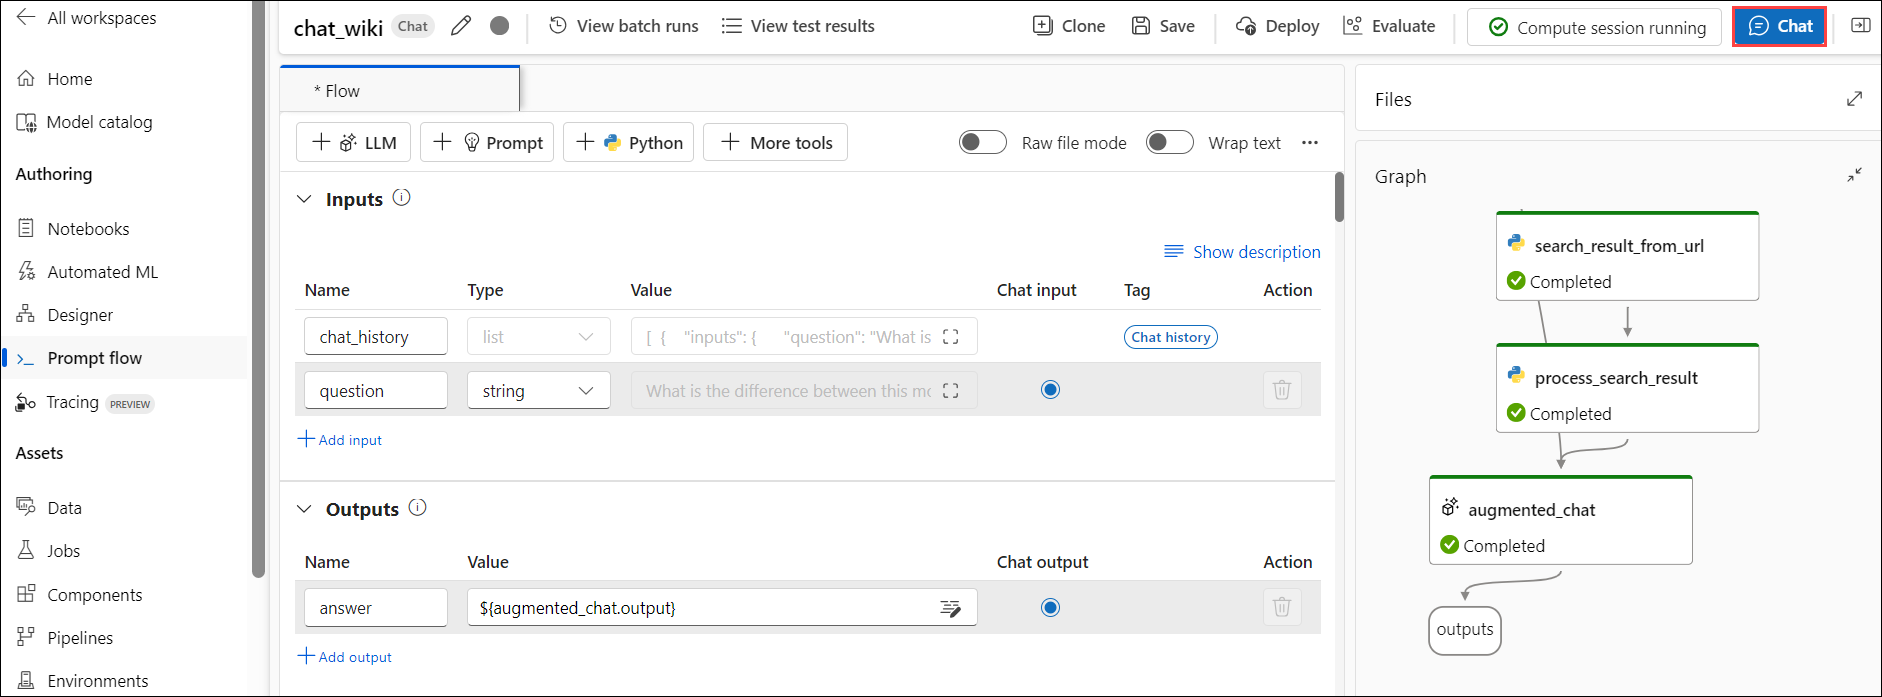 All workspaces
Home
Model catalog
Authoring
Notebooks
Automated ML
Designer
Prompt flow
Tracing PREVIEW
Assets
Data
Jobs
Components
Pipelines
Environments
chat_wiki Chat View batch runs View test results Clone Save Deploy Evaluate Compute session running Chat
* Flow
LLM Prompt Python More tools Raw file mode Wrap text ...
Inputs
Show description
Name Type Value Chat input Tag Action
chat_history list [ { "inputs": { "question": "What is Chat history
question string What is the difference between this mo
Add input
Outputs
Name Value Chat output Action
answer ${augmented_chat.output}
Add output
Files
Graph
search_result_from_url
Completed
process_search_result
Completed
augmented_chat
Completed
outputs